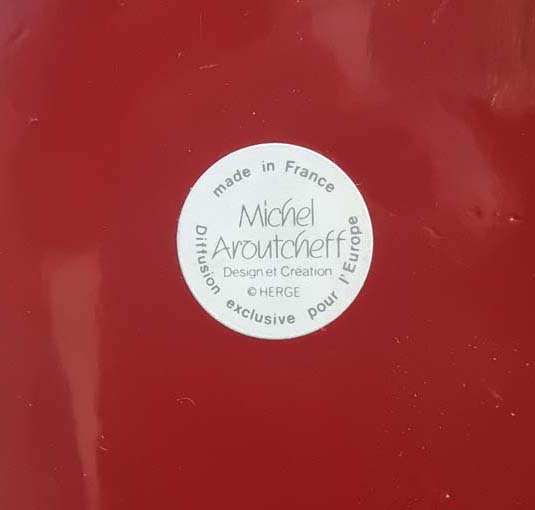 made in France
Michel
Aroutcheff
Design et Création
© HERGE
Diffusion exclusive pour l'Europe